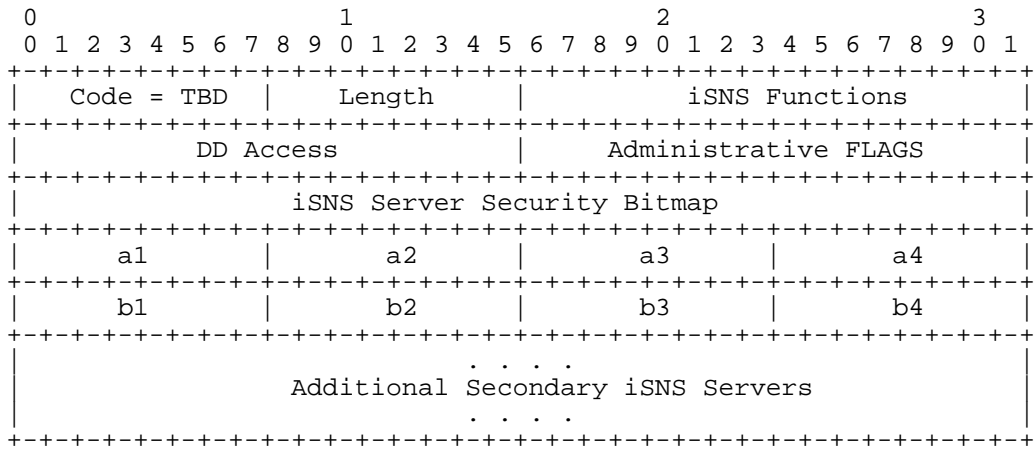 0                   1                   2                   3
 0 1 2 3 4 5 6 7 8 9 0 1 2 3 4 5 6 7 8 9 0 1 2 3 4 5 6 7 8 9 0 1
+-+-+-+-+-+-+-+-+-+-+-+-+-+-+-+-+-+-+-+-+-+-+-+-+-+-+-+-+-+-+-+-+
|   Code = TBD  |    Length     |          iSNS Functions       |
+-+-+-+-+-+-+-+-+-+-+-+-+-+-+-+-+-+-+-+-+-+-+-+-+-+-+-+-+-+-+-+-+
|           DD Access           |     Administrative FLAGS      |
+-+-+-+-+-+-+-+-+-+-+-+-+-+-+-+-+-+-+-+-+-+-+-+-+-+-+-+-+-+-+-+-+
|                 iSNS Server Security Bitmap                   |
+-+-+-+-+-+-+-+-+-+-+-+-+-+-+-+-+-+-+-+-+-+-+-+-+-+-+-+-+-+-+-+-+
|      a1       |       a2      |       a3      |       a4      |
+-+-+-+-+-+-+-+-+-+-+-+-+-+-+-+-+-+-+-+-+-+-+-+-+-+-+-+-+-+-+-+-+
|      b1       |       b2      |       b3      |       b4      |
+-+-+-+-+-+-+-+-+-+-+-+-+-+-+-+-+-+-+-+-+-+-+-+-+-+-+-+-+-+-+-+-+
|                            . . . .                            |
|                 Additional Secondary iSNS Servers             |
|                            . . . .                            |
+-+-+-+-+-+-+-+-+-+-+-+-+-+-+-+-+-+-+-+-+-+-+-+-+-+-+-+-+-+-+-+-+